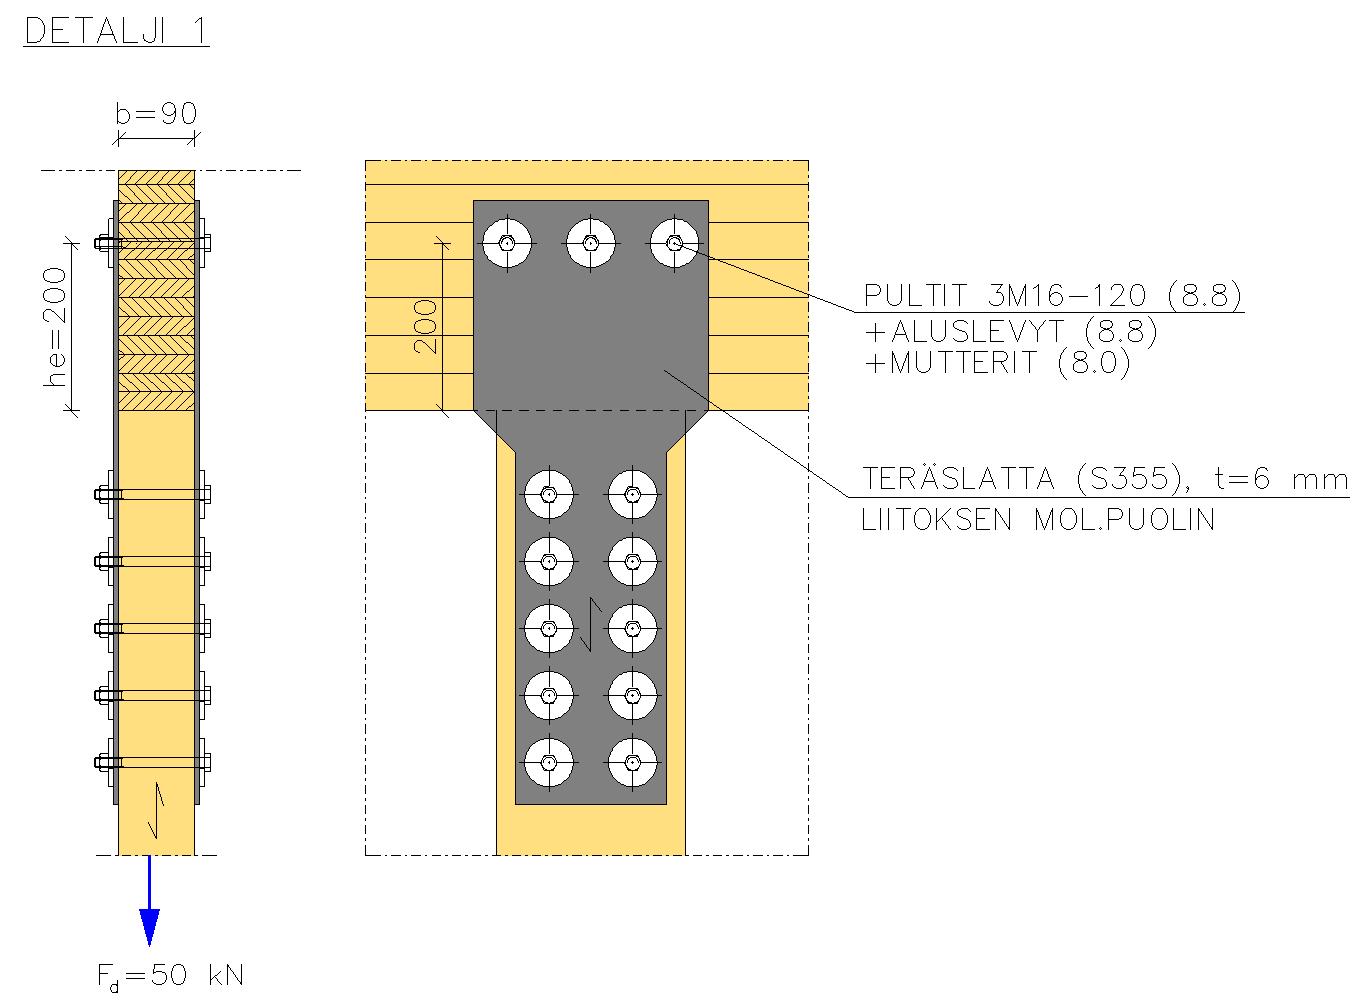 DETALJI 1
b=90
he=200
200
PULTIT 3M16-120 (8.8)
+ALUSLEVYT (8.8)
+MUTTERIT (8.0)
TERÄSLATTA (S355), t=6 mm
LIITOKSEN MOL.PUOLIN
Fd=50 kN